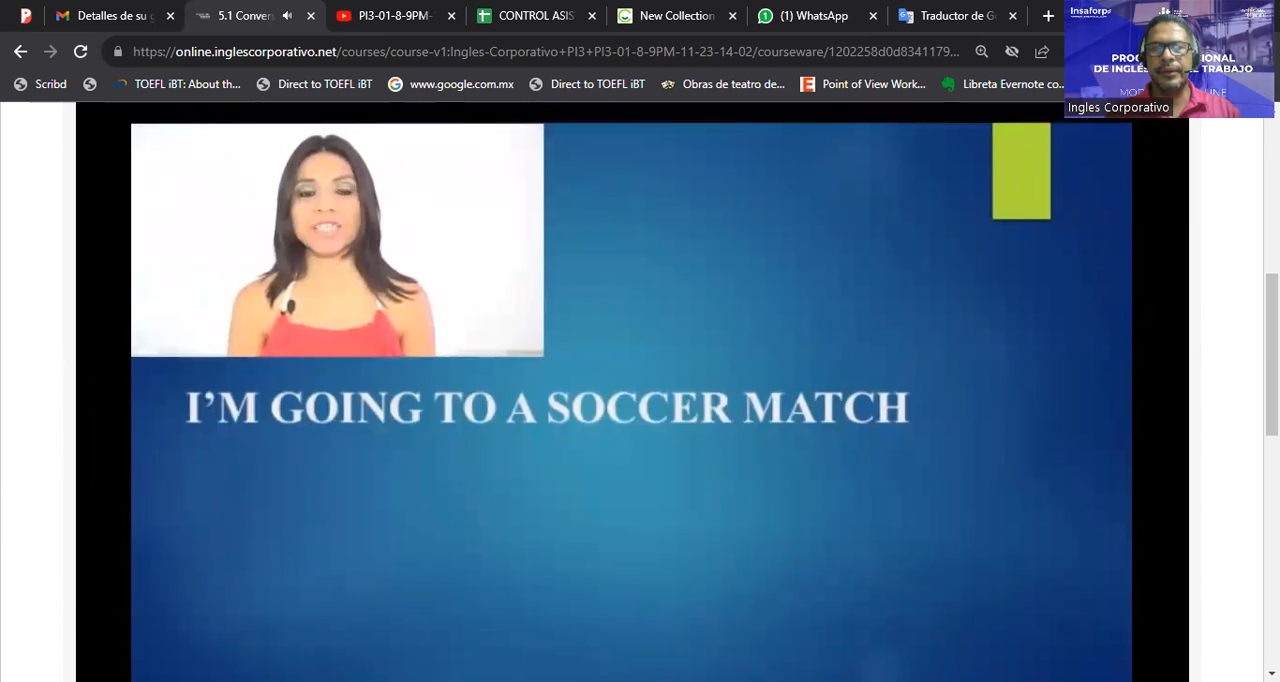 Detalles de su g
5.1 Conver
PI3-01-8-9PM-
CONTROL ASIS
New Collection
(1) WhatsApp
Traductor de G
https://online.inglescorporativo.net/courses/course-v1:Ingles-Corporativo+PI3+PI3-01-8-9PM-11-23-14-02/courseware/1202258d0d8341179...
Scribd
TOEFL iBT: About th...
Direct to TOEFL iBT
www.google.com.mx
Direct to TOEFL iBT
Obras de teatro de...
Point of View Work...
Libreta Evernote co...
Insaforp
Ingles Corporativo
I'M GOING TO A SOCCER MATCH